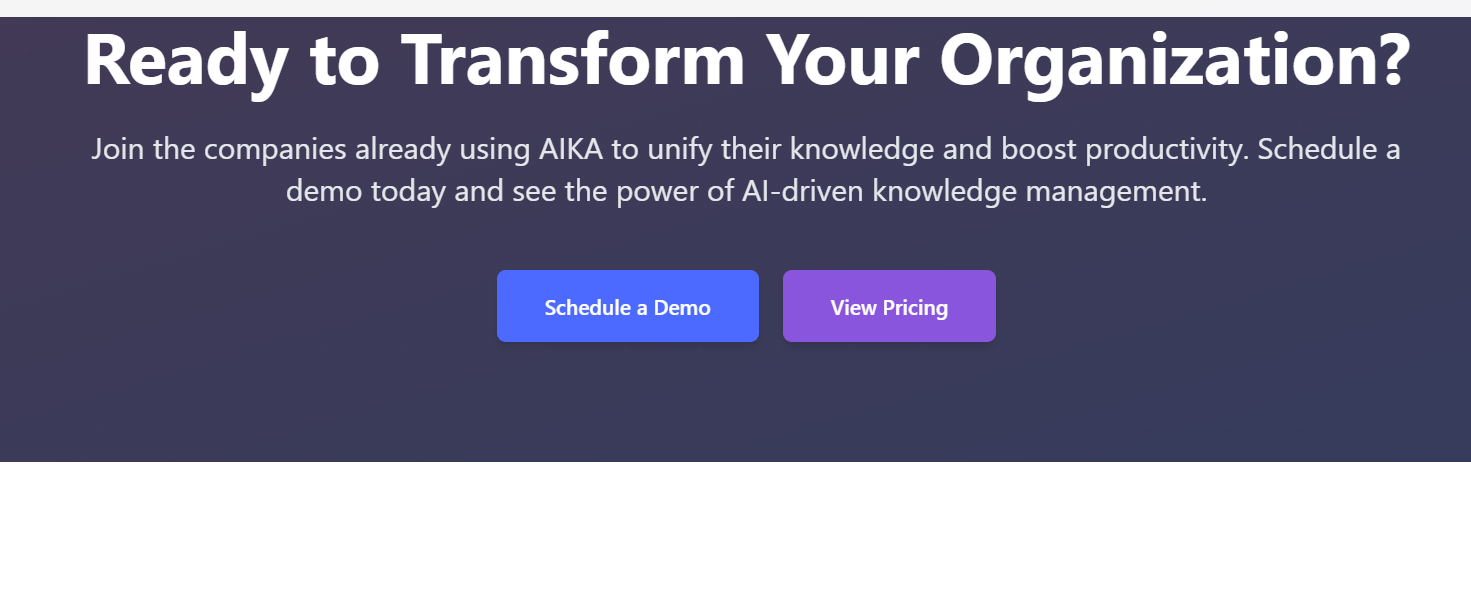 Ready to Transform Your Organization?
Join the companies already using AIKA to unify their knowledge and boost productivity. Schedule a
demo today and see the power of AI-driven knowledge management.
Schedule a Demo
View Pricing